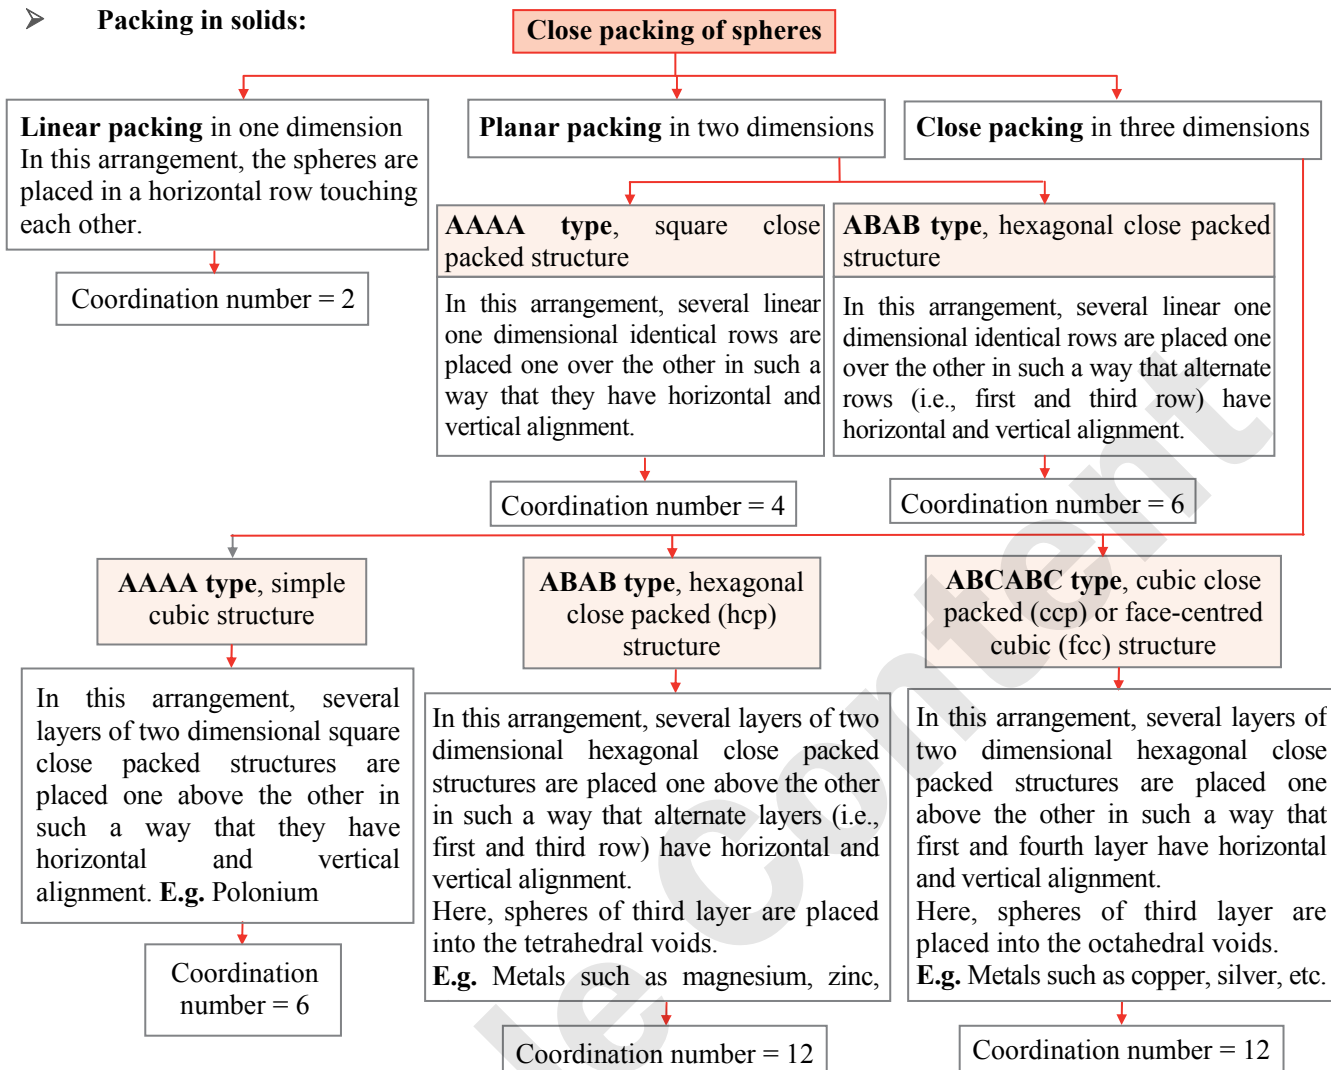 ➢ Packing in solids:
Close packing of spheres
Linear packing in one dimension
In this arrangement, the spheres are
placed in a horizontal row touching
each other.
Coordination number = 2
Planar packing in two dimensions
Close packing in three dimensions
AAAA type, square close
packed structure
In this arrangement, several linear
one dimensional identical rows are
placed one over the other in such a
way that they have horizontal and
vertical alignment.
Coordination number = 4
ABAB type, hexagonal close packed
structure
In this arrangement, several linear one
dimensional identical rows are placed one
over the other in such a way that alternate
rows (i.e., first and third row) have
horizontal and vertical alignment.
Coordination number = 6
AAAA type, simple
cubic structure
In this arrangement, several
layers of two dimensional square
close packed structures are
placed one above the other in
such a way that they have
horizontal and vertical
alignment. E.g. Polonium
Coordination
number = 6
ABAB type, hexagonal
close packed (hcp)
structure
In this arrangement, several layers of two
dimensional hexagonal close packed
structures are placed one above the other
in such a way that alternate layers (i.e.,
first and third row) have horizontal and
vertical alignment.
Here, spheres of third layer are placed
into the tetrahedral voids.
E.g. Metals such as magnesium, zinc,
Coordination number = 12
ABCABC type, cubic close
packed (ccp) or face-centred
cubic (fcc) structure
In this arrangement, several layers of
two dimensional hexagonal close
packed structures are placed one
above the other in such a way that
first and fourth layer have horizontal
and vertical alignment.
Here, spheres of third layer are
placed into the octahedral voids.
E.g. Metals such as copper, silver, etc.
Coordination number = 12
le Content